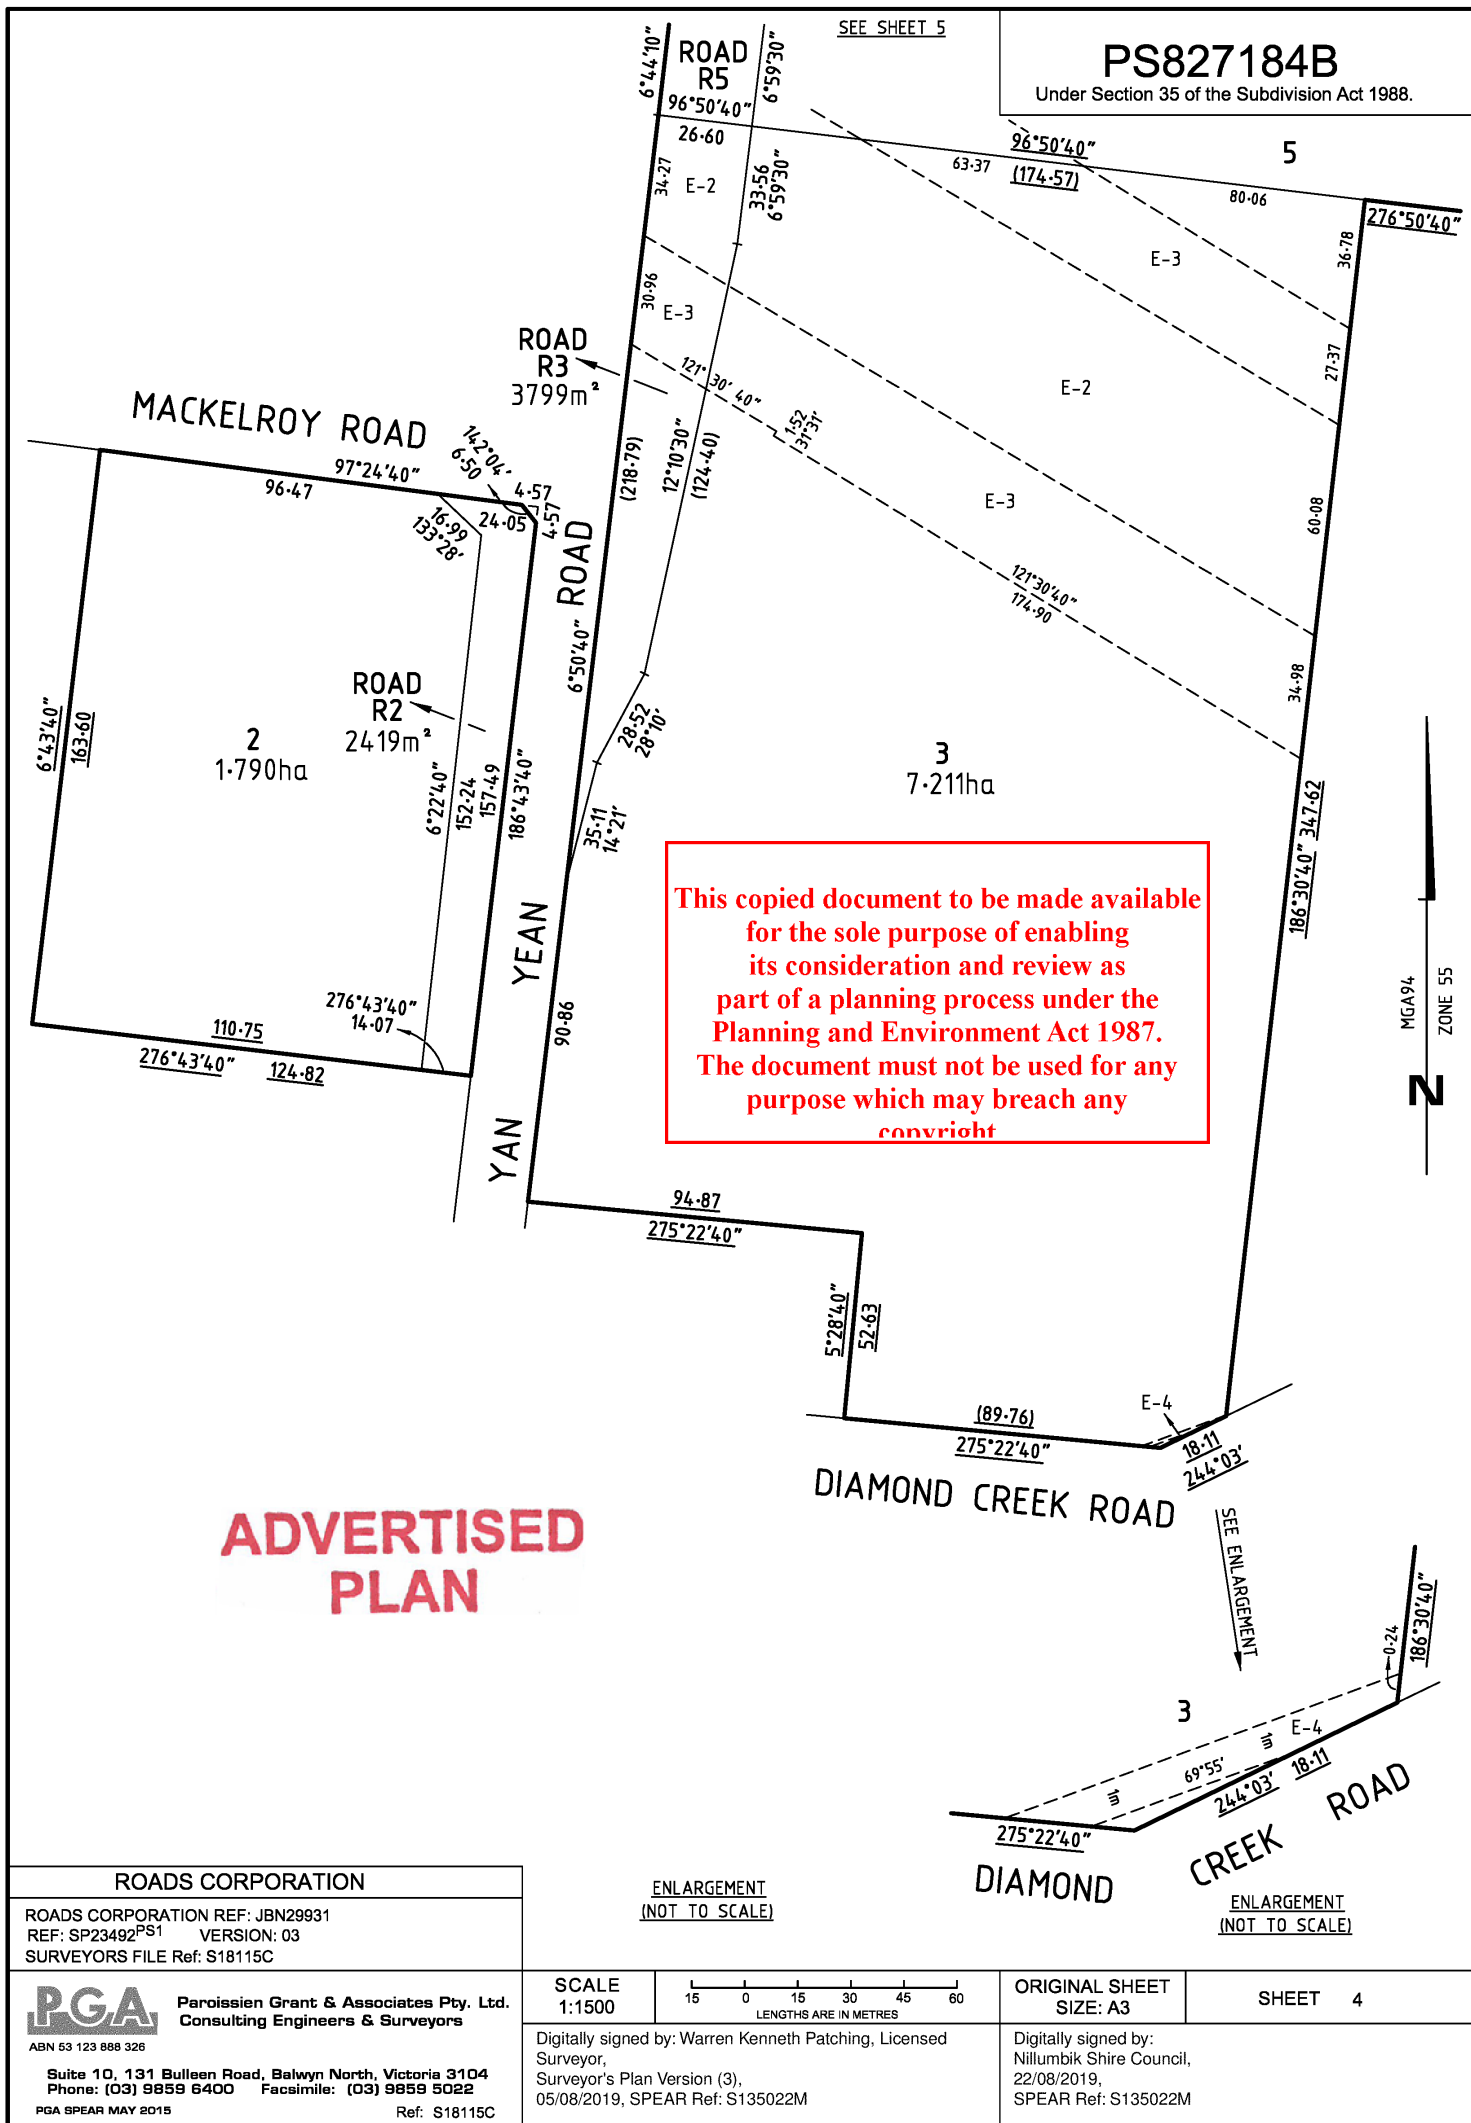 SEE SHEET 5
PS827184B
Under Section 35 of the Subdivision Act 1988.
6°44'10"
ROAD
R5
6°59'30"
96°50'40"
26·60
34·27
E-2
33·56
6°59'30"
96°50'40"
63·37
(174·57)
5
80·06
276°50'40"
36·78
E-3
30·96
E-3
27·37
ROAD
R3
3799m²
121° 30' 40"
E-2
MACKELROY ROAD
142°04'
6·50
1·52
31°31'
97°24'40"
96·47
4·57
4·57
(218·79)
12°10'30"
(124·40)
E-3
60·08
16·99
133°28'
24·05
ROAD
121°30'40"
174·90
6°50'40"
34·98
ROAD
R2
2419m²
28·52
28°10'
6°43'40"
163·60
2
1·790ha
3
7·211ha
6°22'40"
152·24
157·49
186°43'40"
35·11
14°21'
186°30'40" 347·62
This copied document to be made available
for the sole purpose of enabling
its consideration and review as
part of a planning process under the
Planning and Environment Act 1987.
The document must not be used for any
purpose which may breach any
copyright
YEAN
MGA94
ZONE 55
N
276°43'40"
14·07
90·86
110·75
276°43'40" 124·82
YAN
94·87
275°22'40"
5°28'40"
52·63
E-4
(89·76)
275°22'40"
18·11
244°03'
DIAMOND CREEK ROAD
ADVERTISED
PLAN
SEE ENLARGEMENT
0·24
186°30'40"
3
E-4
1m
69°55'
1m
244°03' 18·11
275°22'40"
DIAMOND CREEK ROAD
ENLARGEMENT
(NOT TO SCALE)
ENLARGEMENT
(NOT TO SCALE)
ROADS CORPORATION
ROADS CORPORATION REF: JBN29931
REF: SP23492PS1 VERSION: 03
SURVEYORS FILE Ref: S18115C
PGA
Paroissien Grant & Associates Pty. Ltd.
Consulting Engineers & Surveyors
ABN 53 123 888 326
Suite 10, 131 Bulleen Road, Balwyn North, Victoria 3104
Phone: (03) 9859 6400 Facsimile: (03) 9859 5022
PGA SPEAR MAY 2015 Ref: S18115C
SCALE
1:1500
15 0 15 30 45 60
LENGTHS ARE IN METRES
ORIGINAL SHEET
SIZE: A3
SHEET 4
Digitally signed by: Warren Kenneth Patching, Licensed
Surveyor,
Surveyor's Plan Version (3),
05/08/2019, SPEAR Ref: S135022M
Digitally signed by:
Nillumbik Shire Council,
22/08/2019,
SPEAR Ref: S135022M